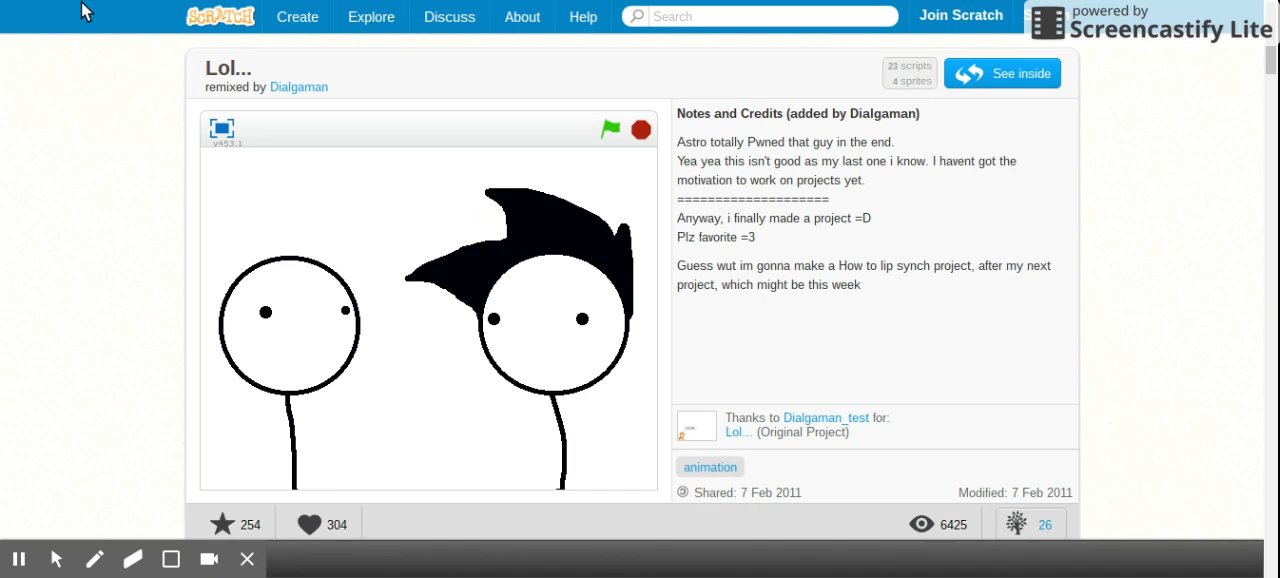 SCRATCH Create Explore Discuss About Help Search Join Scratch
powered by
Screencastify Lite
Lol...
remixed by Dialgaman
23 scripts
4 sprites
See inside
v453.1
Notes and Credits (added by Dialgaman)
Astro totally Pwned that guy in the end.
Yea yea this isn't good as my last one i know. I havent got the
motivation to work on projects yet.
====================
Anyway, i finally made a project =D
Plz favorite =3
Guess wut im gonna make a How to lip synch project, after my next
project, which might be this week
Thanks to Dialgaman_test for:
Lol... (Original Project)
animation
Shared: 7 Feb 2011 Modified: 7 Feb 2011
254 304 6425 26